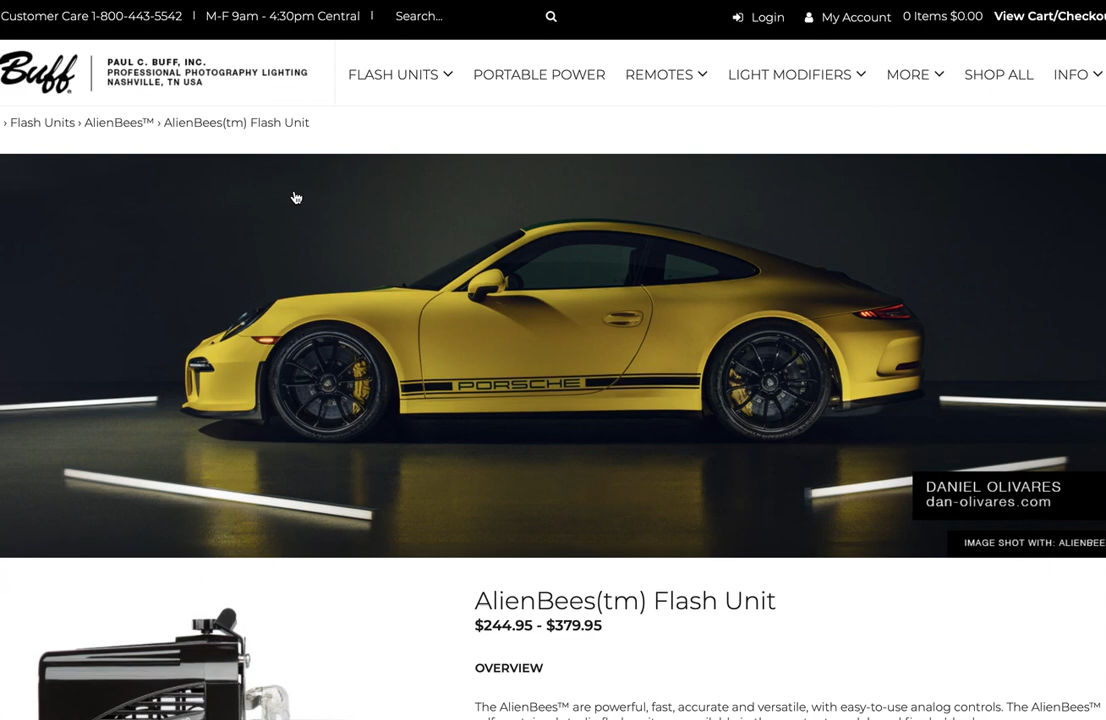 Customer Care 1-800-443-5542 | M-F 9am - 4:30pm Central | Search... Login My Account 0 Items $0.00 View Cart/Checkou
Buff
PAUL C. BUFF, INC.
PROFESSIONAL PHOTOGRAPHY LIGHTING
NASHVILLE, TN USA
FLASH UNITS PORTABLE POWER REMOTES LIGHT MODIFIERS MORE SHOP ALL INFO
› Flash Units › AlienBees™ › AlienBees(tm) Flash Unit
PORSCHE
DANIEL OLIVARES
dan-olivares.com
IMAGE SHOT WITH: ALIENBEE
AlienBees(tm) Flash Unit
$244.95 - $379.95
OVERVIEW
The AlienBees™ are powerful, fast, accurate and versatile, with easy-to-use analog controls. The AlienBees™